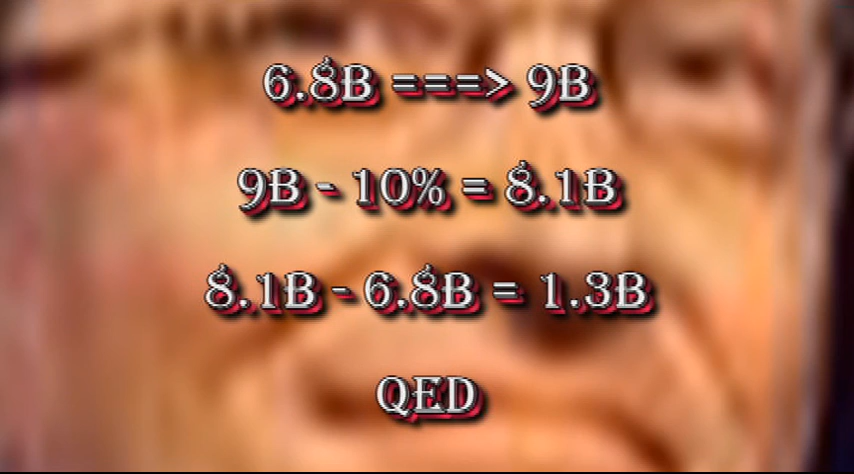 6.8B ===> 9B
9B - 10% = 8.1B
8.1B - 6.8B = 1.3B
QED